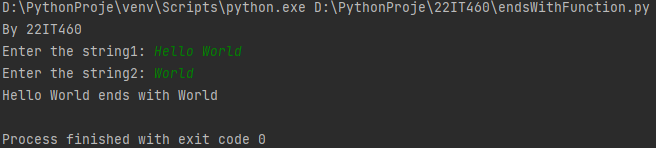 D:\PythonProje\venv\Scripts\python.exe D:\PythonProje\22IT460\endsWithFunction.py
By 22IT460
Enter the string1: Hello World
Enter the string2: World
Hello World ends with World
Process finished with exit code 0